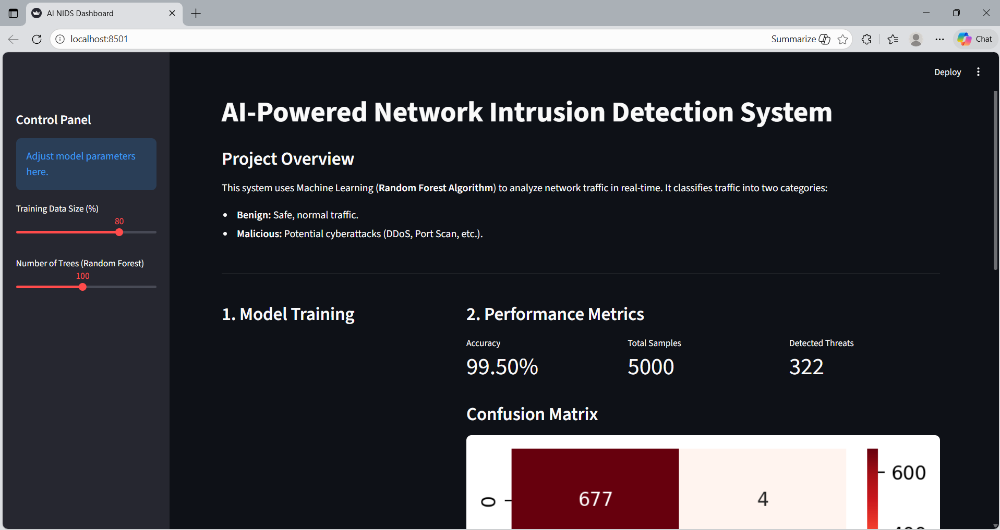 AI NIDS Dashboard
localhost:8501
Summarize
Chat
Deploy
Control Panel
Adjust model parameters
here.
Training Data Size (%)
80
Number of Trees (Random Forest)
100
AI-Powered Network Intrusion Detection System
Project Overview
This system uses Machine Learning (Random Forest Algorithm) to analyze network traffic in real-time. It classifies traffic into two categories:
• Benign: Safe, normal traffic.
• Malicious: Potential cyberattacks (DDoS, Port Scan, etc.).
1. Model Training
2. Performance Metrics
Accuracy
99.50%
Total Samples
5000
Detected Threats
322
Confusion Matrix
0
677
4
600